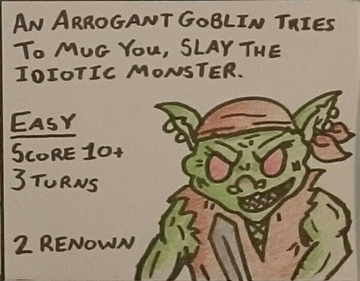 An Arrogant Goblin Tries
To Mug You, Slay The
Idiotic Monster.
Easy
Score 10+
3 Turns
2 Renown